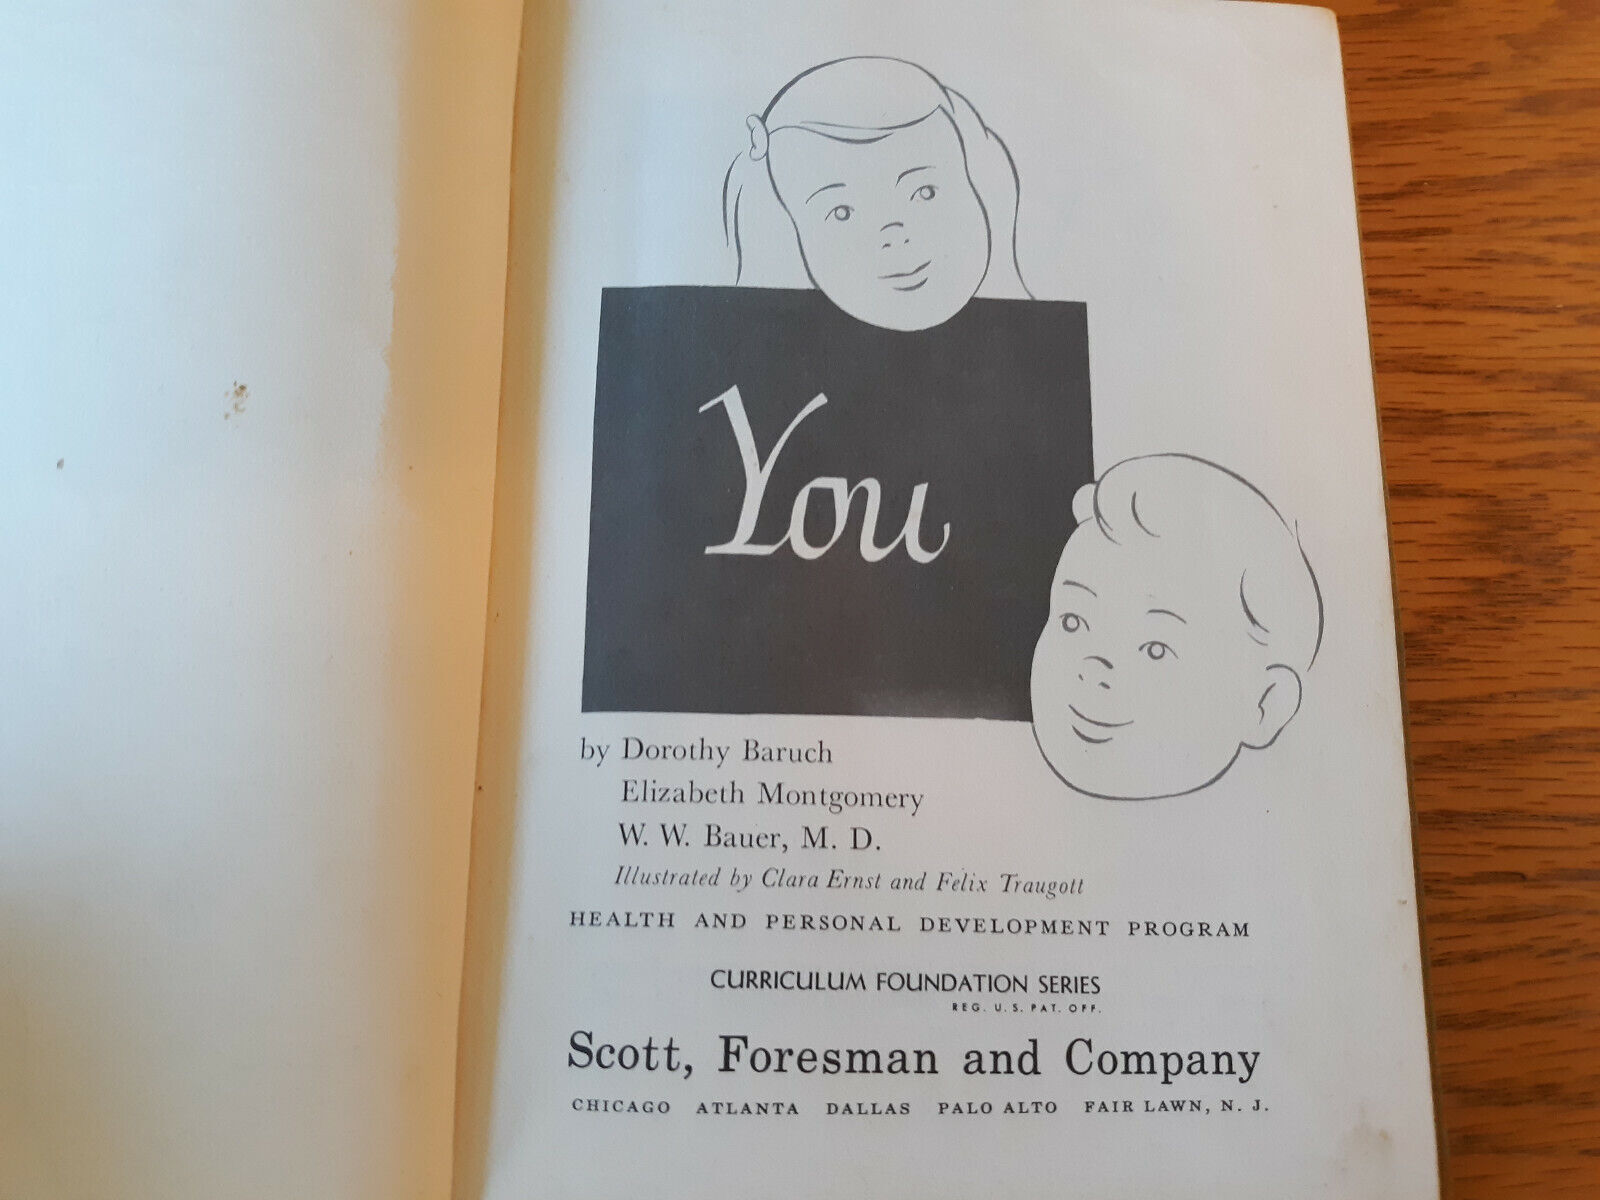 You
by Dorothy Baruch
Elizabeth Montgomery
W. W. Bauer, M. D.
Illustrated by Clara Ernst and Felix Traugott
HEALTH AND PERSONAL DEVELOPMENT PROGRAM
CURRICULUM FOUNDATION SERIES
REG. U. S. PAT. OFF.
Scott, Foresman and Company
CHICAGO ATLANTA DALLAS PALO ALTO FAIR LAWN, N. J.